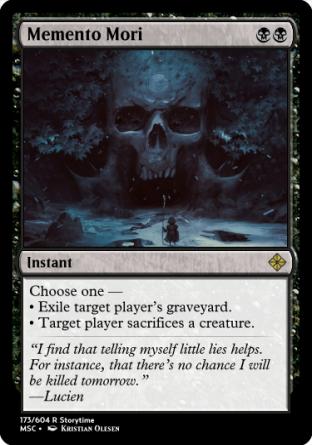 Memento Mori
Instant
Choose one —
• Exile target player's graveyard.
• Target player sacrifices a creature.
“I find that telling myself little lies helps.
For instance, that there's no chance I will
be killed tomorrow.”
—Lucien
173/604 R Storytime
MSC • Kristian Olesen